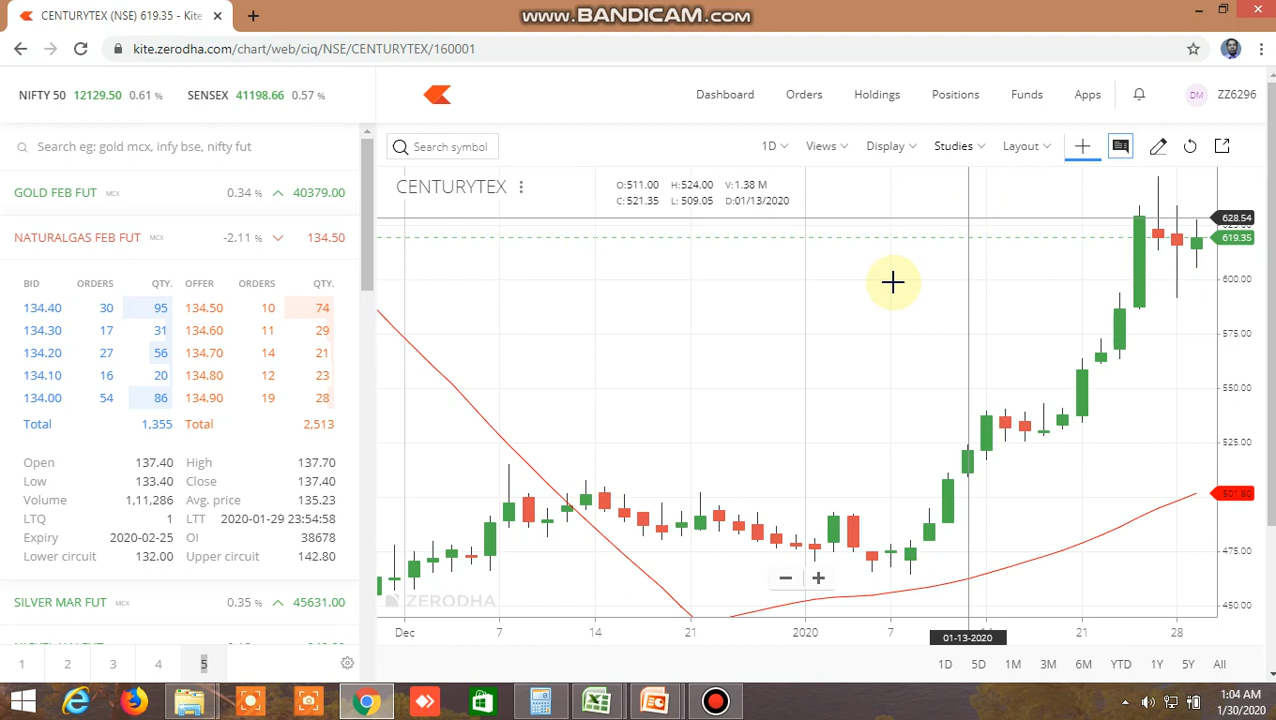 CENTURYTEX (NSE) 619.35 - Kite
www.BANDICAM.com
kite.zerodha.com/chart/web/ciq/NSE/CENTURYTEX/160001
NIFTY 50 12129.50 0.61 % SENSEX 41198.66 0.57 %
Dashboard Orders Holdings Positions Funds Apps DM ZZ6296
Search eg: gold mcx, infy bse, nifty fut
Search symbol 1D Views Display Studies Layout
GOLD FEB FUT MCX 0.34 % 40379.00
NATURALGAS FEB FUT MCX -2.11 % 134.50
BID ORDERS QTY. OFFER ORDERS QTY.
134.40 30 95 134.50 10 74
134.30 17 31 134.60 11 29
134.20 27 56 134.70 14 21
134.10 16 20 134.80 12 23
134.00 54 86 134.90 19 28
Total 1,355 Total 2,513
Open 137.40 High 137.70
Low 133.40 Close 137.40
Volume 1,11,286 Avg. price 135.23
LTQ 1 LTT 2020-01-29 23:54:58
Expiry 2020-02-25 OI 38678
Lower circuit 132.00 Upper circuit 142.80
SILVER MAR FUT MCX 0.35 % 45631.00
1 2 3 4 5
CENTURYTEX
O:511.00 H:524.00 V:1.38 M
C:521.35 L: 509.05 D:01/13/2020
628.54
619.35
600.00
575.00
550.00
525.00
501.80
475.00
450.00
ZERODHA
Dec 7 14 21 2020 7 21 28
01-13-2020
1D 5D 1M 3M 6M YTD 1Y 5Y All
1:04 AM
1/30/2020